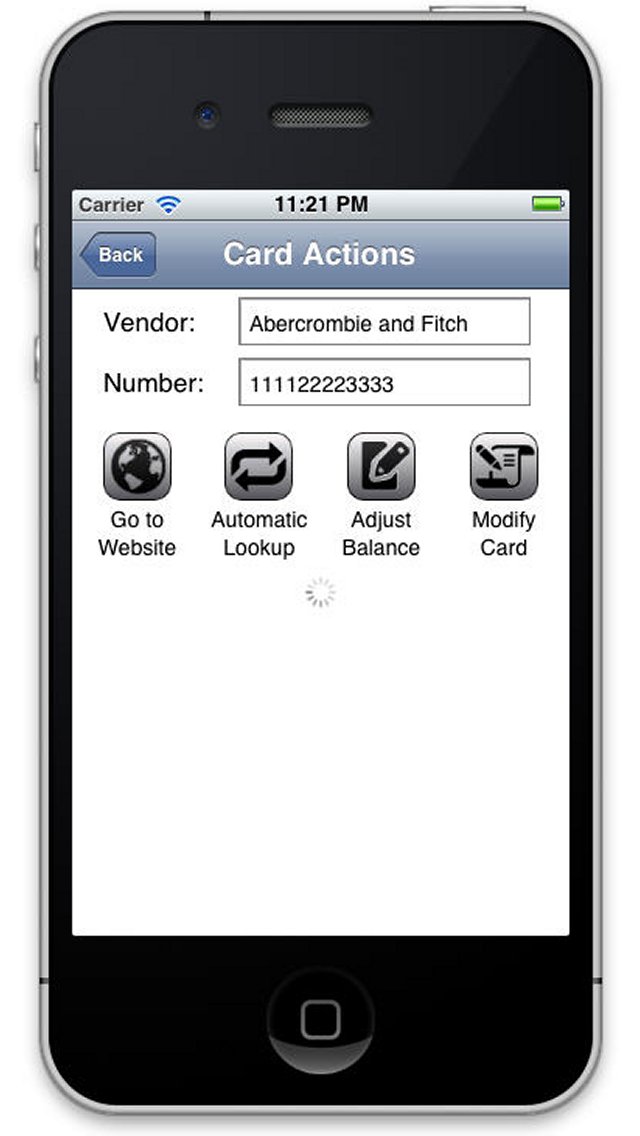 Carrier 11:21 PM
Back Card Actions
Vendor: Abercrombie and Fitch
Number: 111122223333
Go to Automatic Adjust Modify
Website Lookup Balance Card